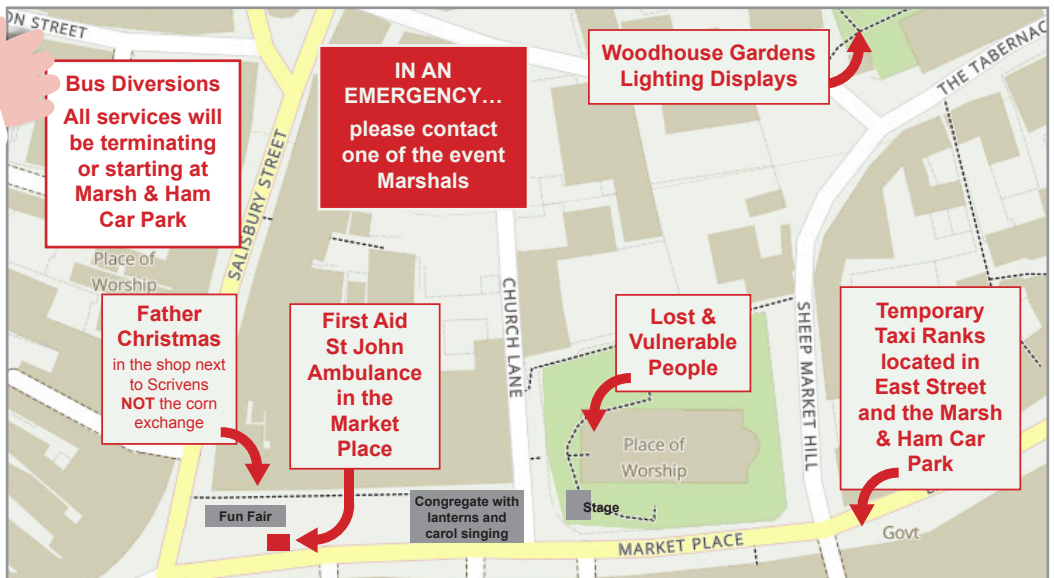 ON STREET
Bus Diversions
All services will
be terminating
or starting at
Marsh & Ham
Car Park
IN AN
EMERGENCY…
please contact
one of the event
Marshals
Woodhouse Gardens
Lighting Displays
THE TABERNAC
SALISBURY STREET
Place of
Worship
CHURCH LANE
SHEEP MARKET HILL
Father
Christmas
in the shop next
to Scrivens
NOT the corn
exchange
First Aid
St John
Ambulance
in the
Market
Place
Lost &
Vulnerable
People
Temporary
Taxi Ranks
located in
East Street
and the Marsh
& Ham Car
Park
Place of
Worship
Fun Fair
Congregate with
lanterns and
carol singing
Stage
MARKET PLACE
Govt